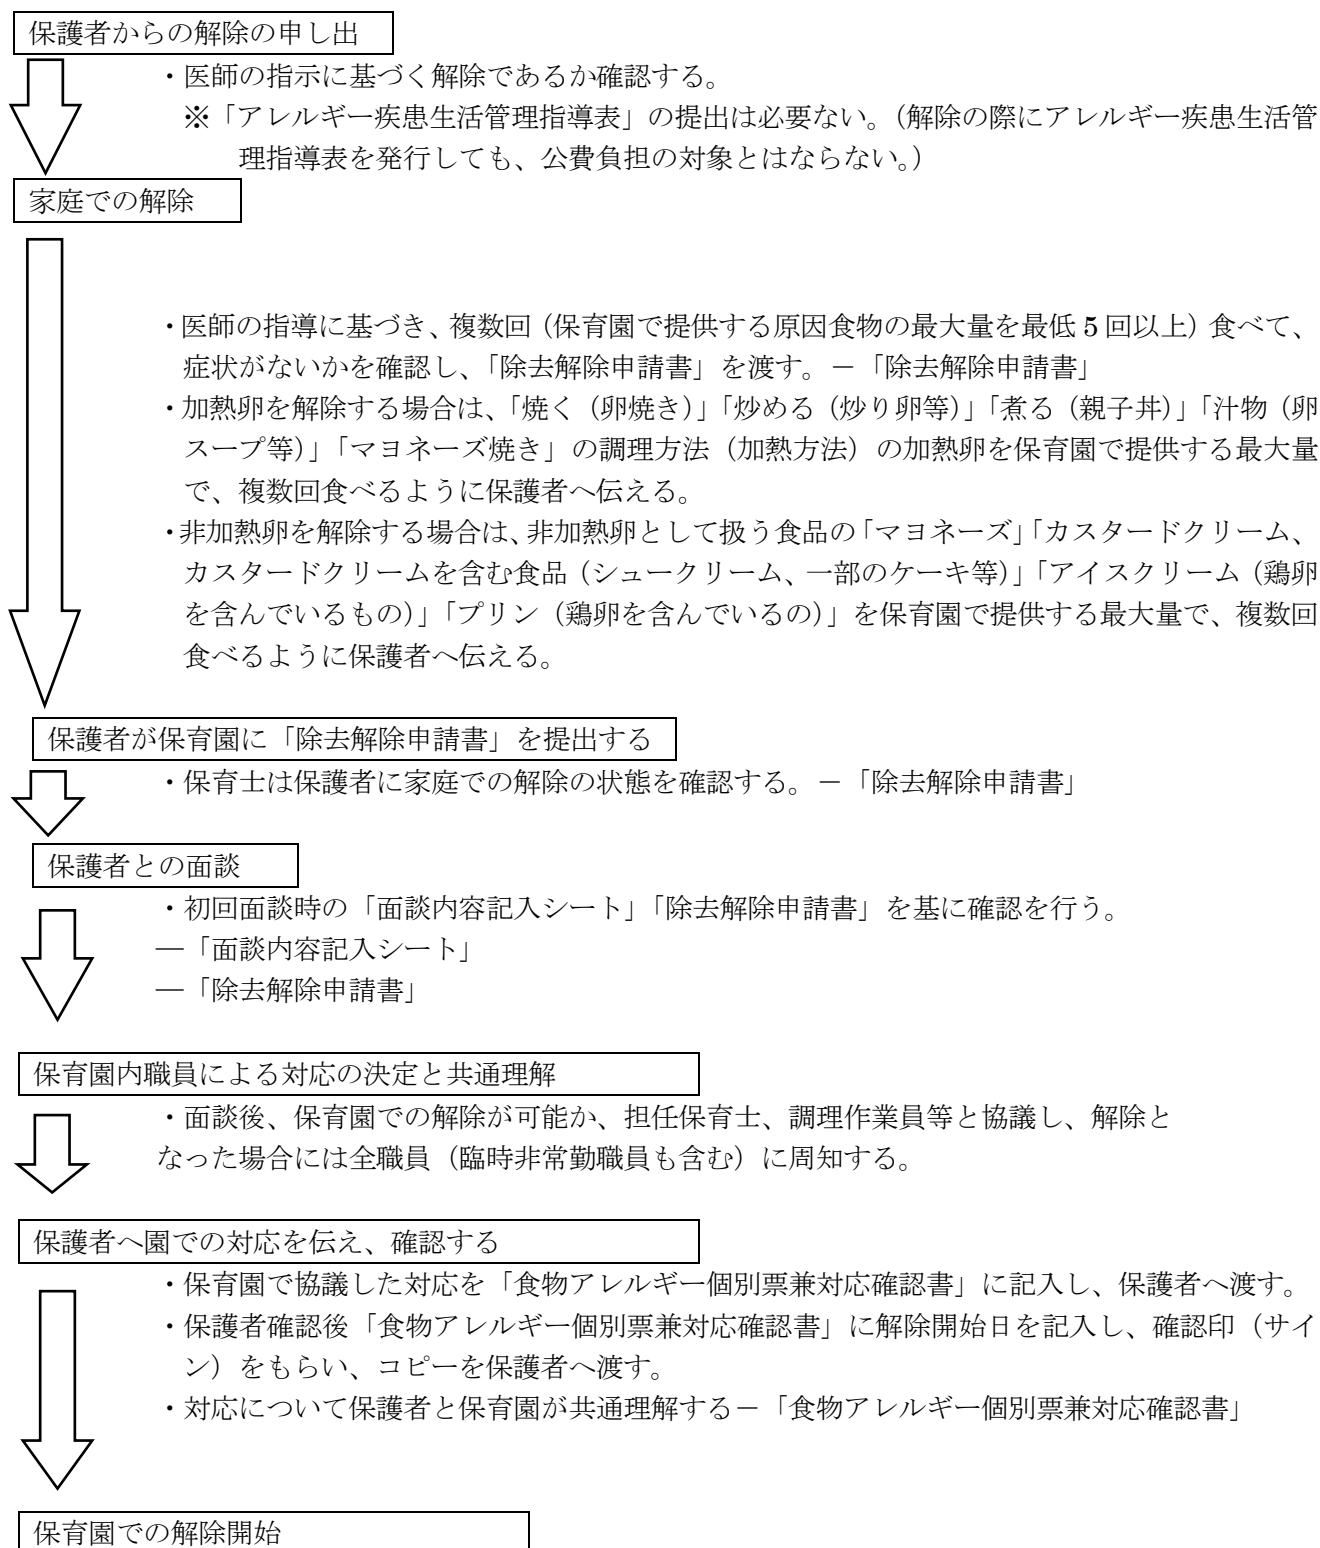 保護者からの解除の申し出
・医師の指示に基づく解除であるか確認する。
※「アレルギー疾患生活管理指導表」の提出は必要ない。（解除の際にアレルギー疾患生活管
理指導表を発行しても、公費負担の対象とはならない。）
家庭での解除
・医師の指導に基づき、複数回（保育園で提供する原因食物の最大量を最低 5 回以上）食べて、
症状がないかを確認し、「除去解除申請書」を渡す。－「除去解除申請書」
・加熱卵を解除する場合は、「焼く（卵焼き）」「炒める（炒り卵等）」「煮る（親子丼）」「汁物（卵
スープ等）」「マヨネーズ焼き」の調理方法（加熱方法）の加熱卵を保育園で提供する最大量
で、複数回食べるように保護者へ伝える。
・非加熱卵を解除する場合は、非加熱卵として扱う食品の「マヨネーズ」「カスタードクリーム、
カスタードクリームを含む食品（シュークリーム、一部のケーキ等）」「アイスクリーム（鶏卵
を含んでいるもの）」「プリン（鶏卵を含んでいるの）」を保育園で提供する最大量で、複数回
食べるように保護者へ伝える。
保護者が保育園に「除去解除申請書」を提出する
・保育士は保護者に家庭での解除の状態を確認する。－「除去解除申請書」
保護者との面談
・初回面談時の「面談内容記入シート」「除去解除申請書」を基に確認を行う。
―「面談内容記入シート」
―「除去解除申請書」
保育園内職員による対応の決定と共通理解
・面談後、保育園での解除が可能か、担任保育士、調理作業員等と協議し、解除と
なった場合には全職員（臨時非常勤職員も含む）に周知する。
保護者へ園での対応を伝え、確認する
・保育園で協議した対応を「食物アレルギー個別票兼対応確認書」に記入し、保護者へ渡す。
・保護者確認後「食物アレルギー個別票兼対応確認書」に解除開始日を記入し、確認印（サイ
ン）をもらい、コピーを保護者へ渡す。
・対応について保護者と保育園が共通理解する－「食物アレルギー個別票兼対応確認書」
保育園での解除開始